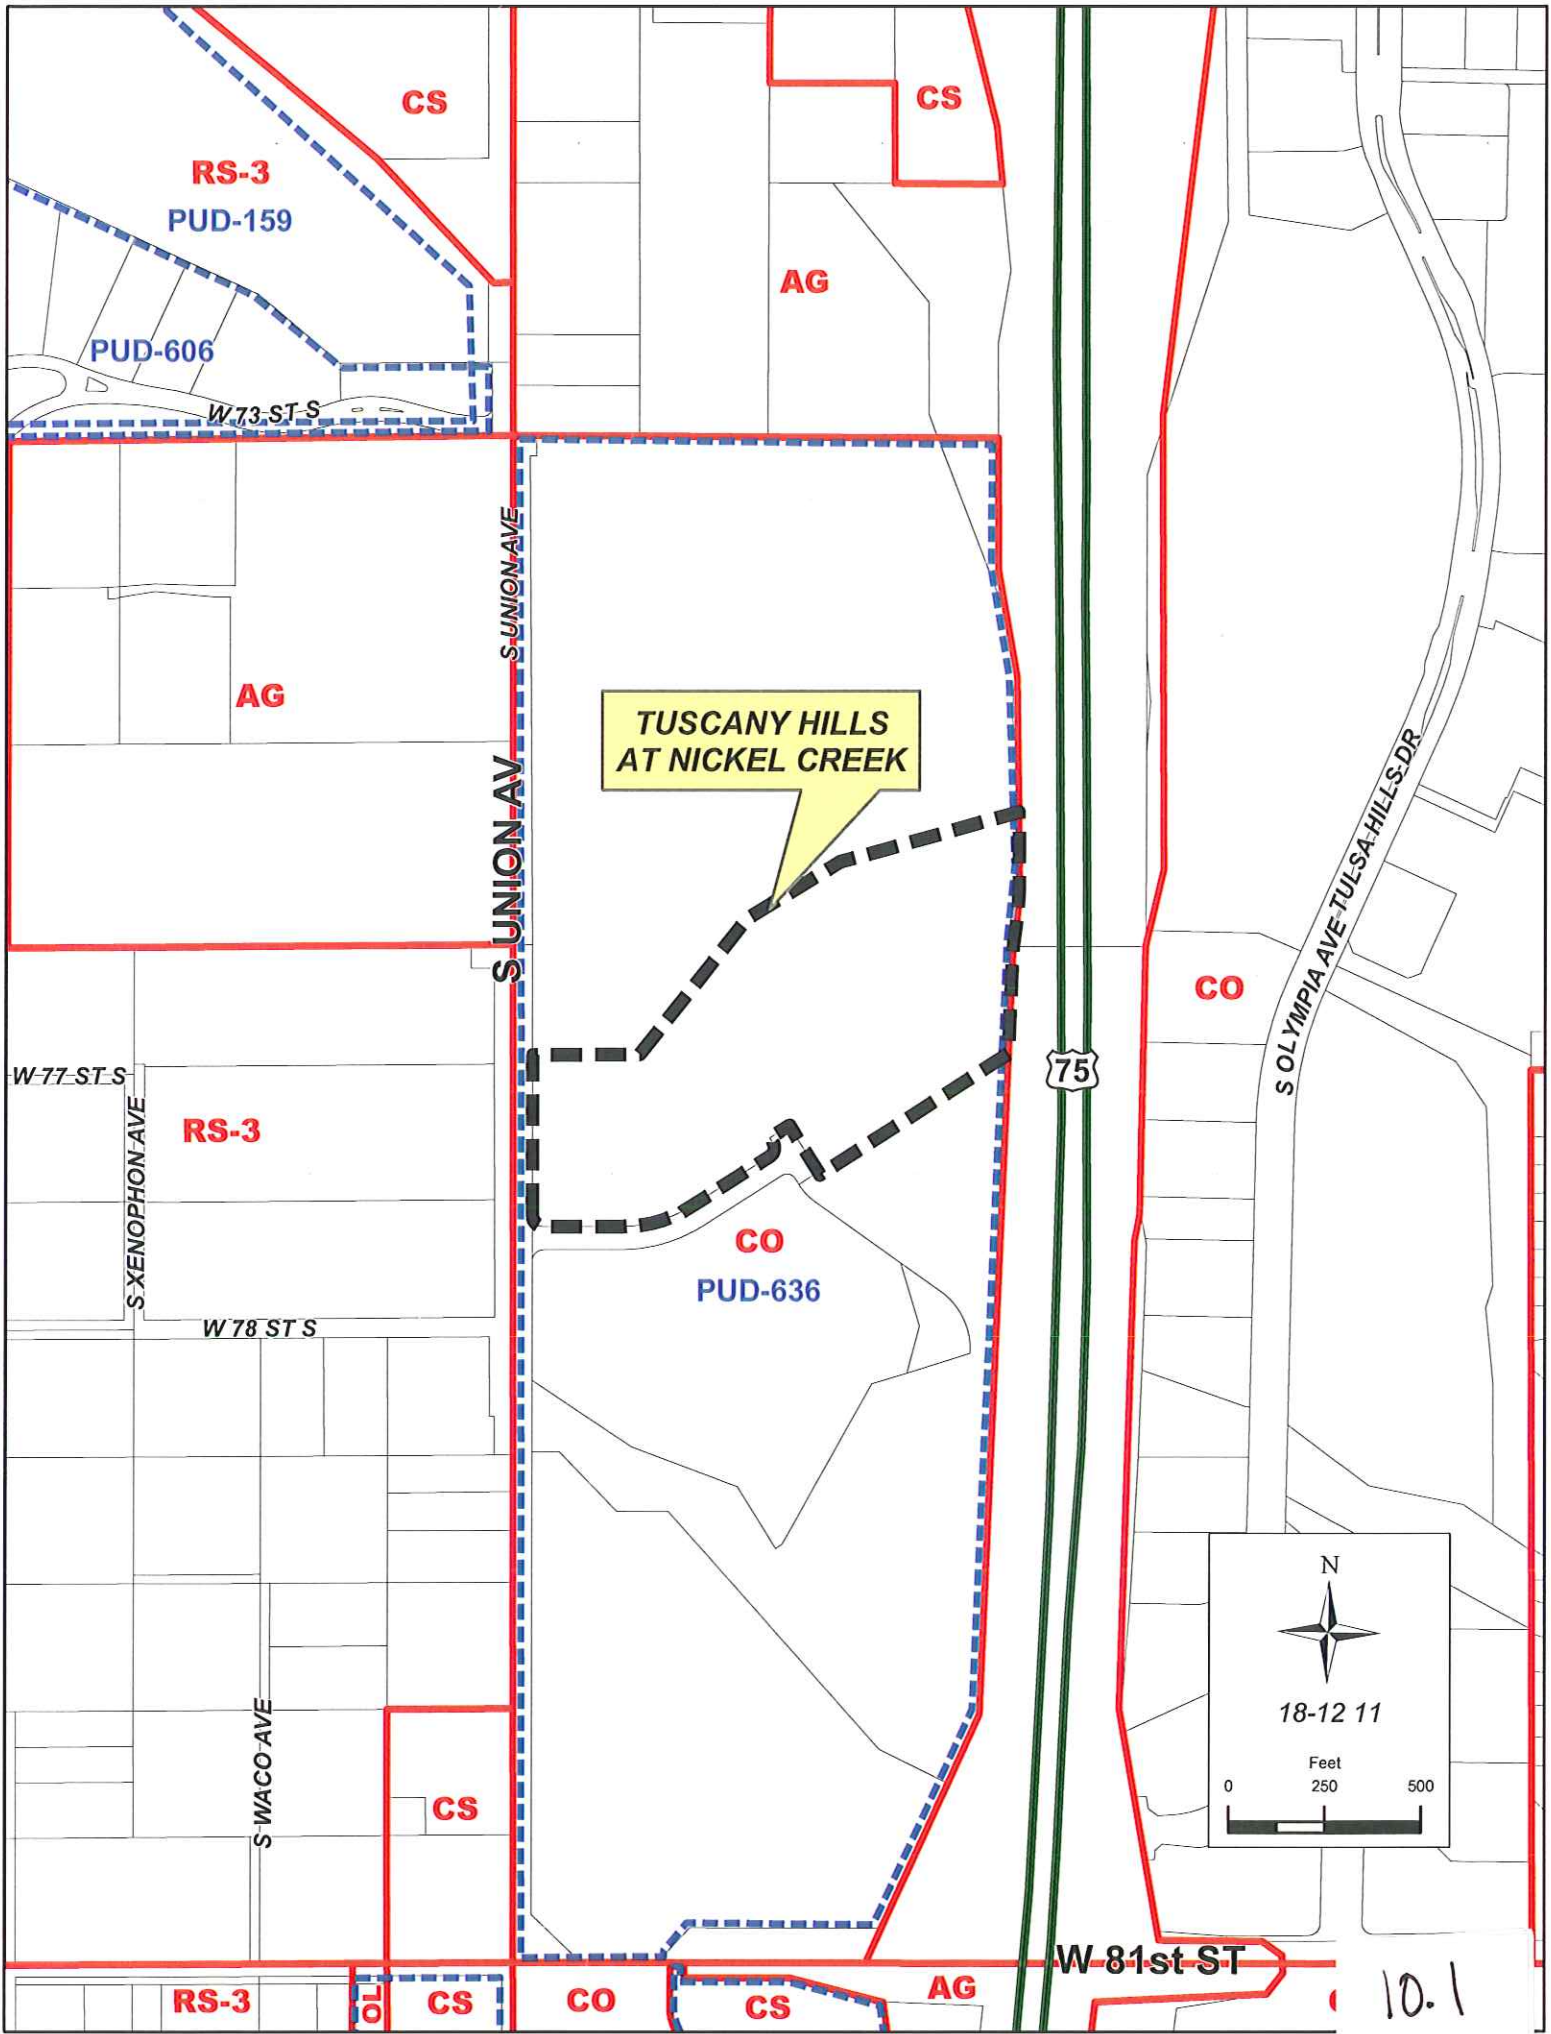 CS
CS
RS-3
PUD-159
AG
PUD-606
W 73 ST S
S UNION AVE
AG
TUSCANY HILLS
AT NICKEL CREEK
S UNION AV
S OLYMPIA AVE-TULSA-HILLS-DR
CO
75
W 77 ST S
S XENOPHON AVE
RS-3
CO
PUD-636
W 78 ST S
N
18-12 11
Feet
0 250 500
S WACO AVE
CS
W 81st ST
RS-3
OL
CS
CO
CS
AG
10.1